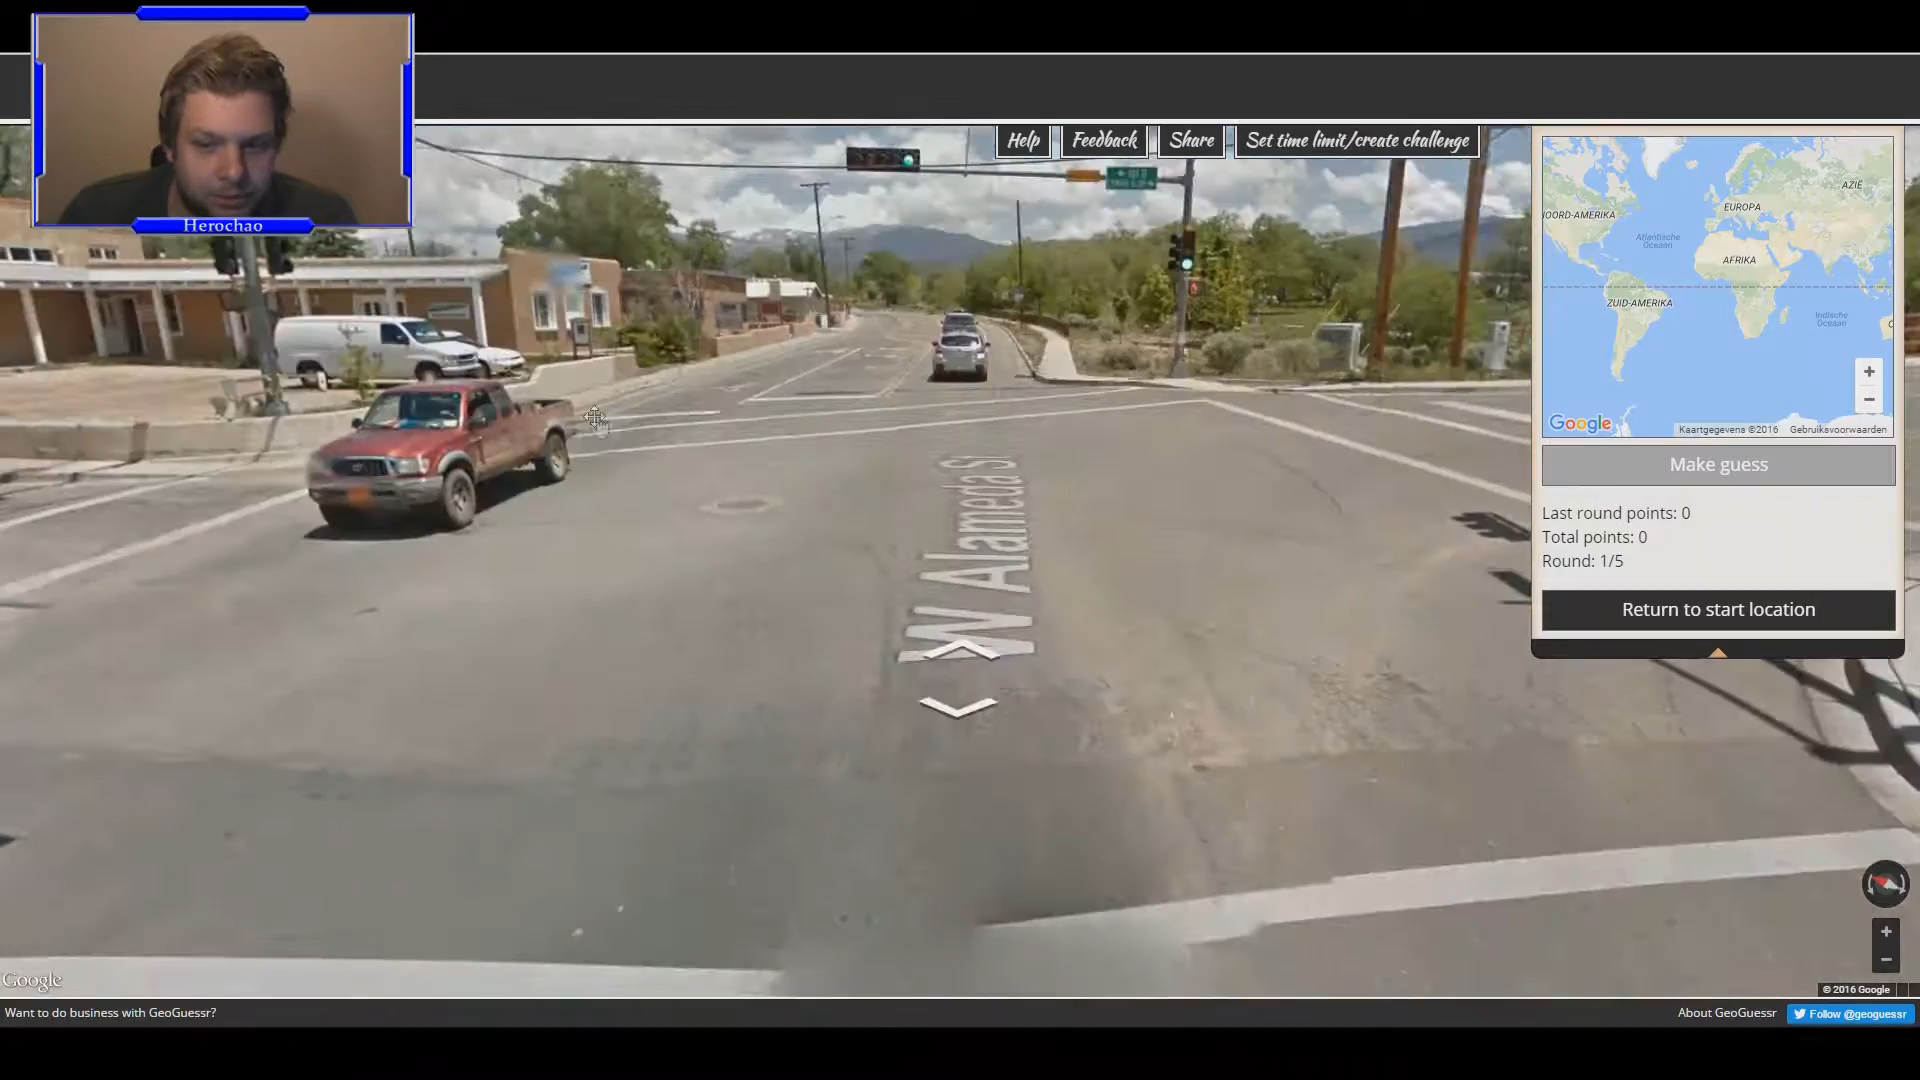 Herochao
Help
Feedback
Share
Set time limit/create challenge
AZIË
EUROPA
NOORD-AMERIKA
Atlantische
Oceaan
AFRIKA
ZUID-AMERIKA
Indische
Oceaan
Google
Kaartgegevens ©2016
Gebruiksvoorwaarden
+
−
Make guess
Last round points: 0
Total points: 0
Round: 1/5
Return to start location
W Alameda St
+
−
Google
© 2016 Google
Want to do business with GeoGuessr?
About GeoGuessr
Follow @geoguessr